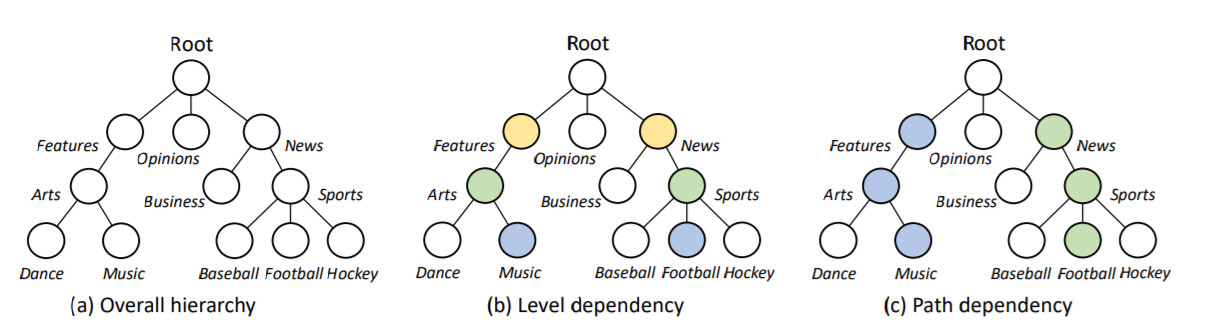 Root
Features
Opinions
News
Arts
Business
Sports
Dance
Music
Baseball
Football
Hockey
(a) Overall hierarchy
Root
Features
Opinions
News
Arts
Business
Sports
Dance
Music
Baseball
Football
Hockey
(b) Level dependency
Root
Features
Opinions
News
Arts
Business
Sports
Dance
Music
Baseball
Football
Hockey
(c) Path dependency